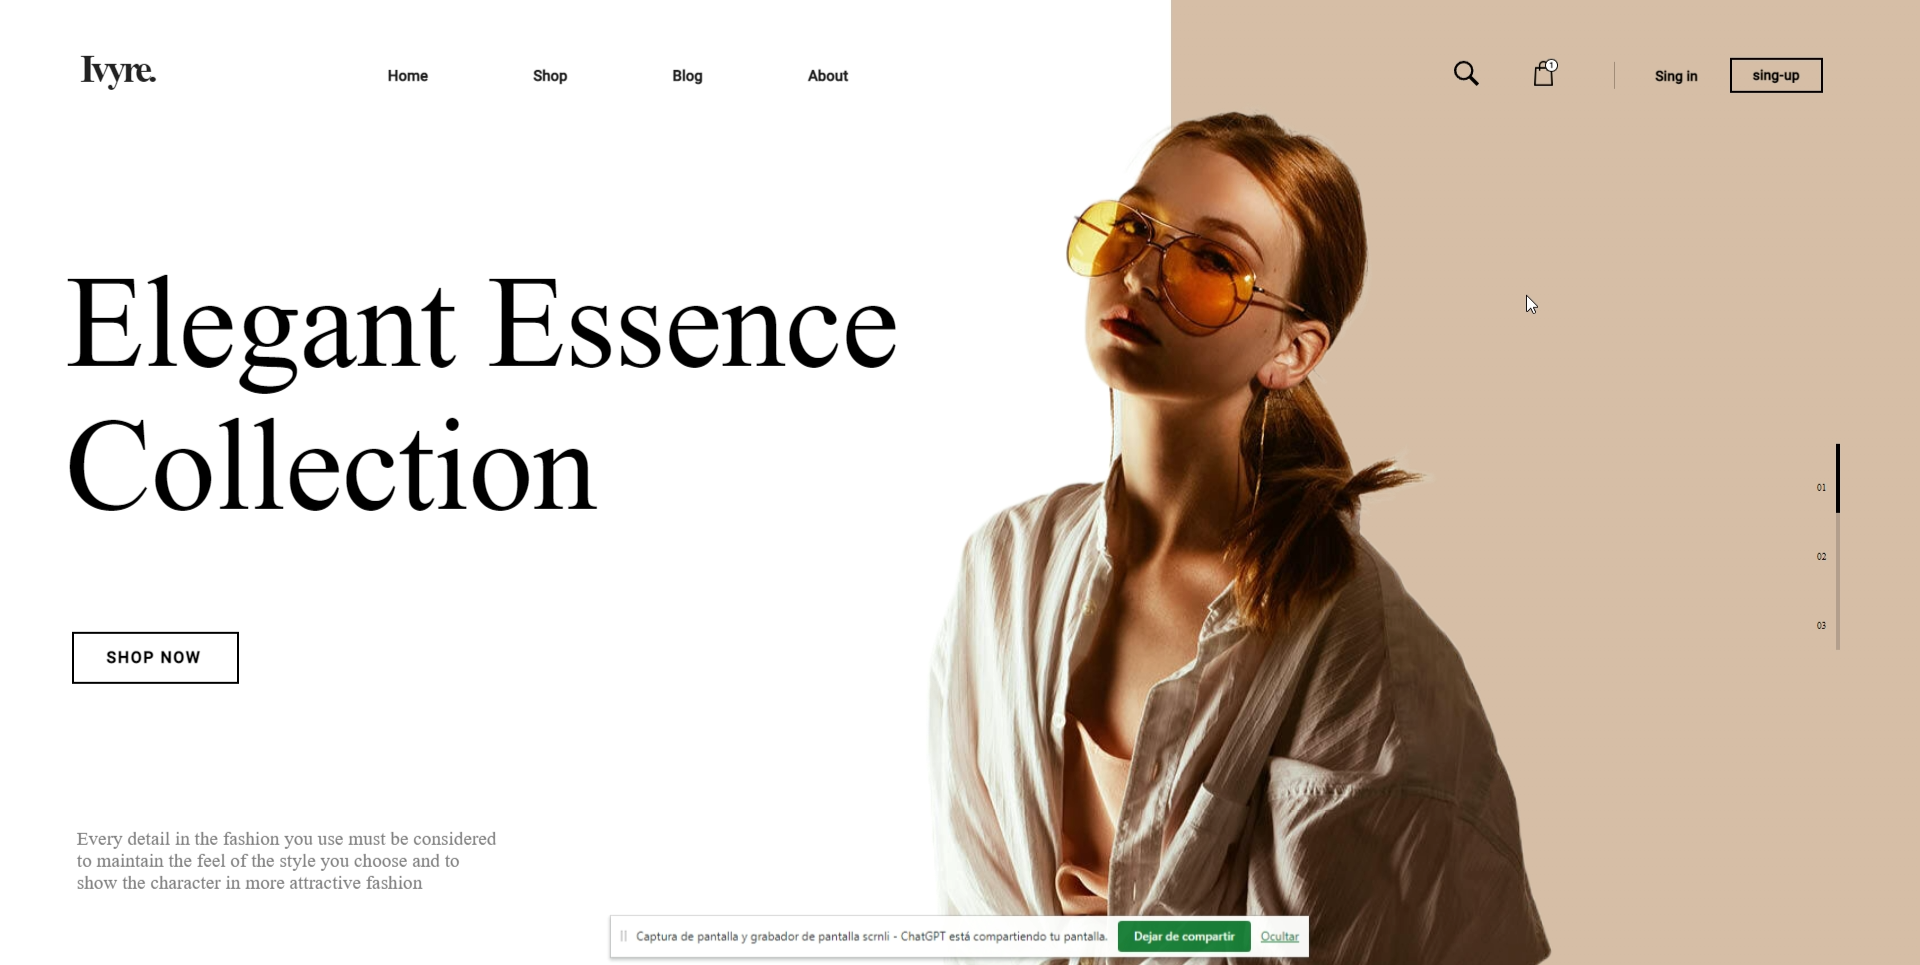 Ivyre.
Home
Shop
Blog
About
1
Sing in
sing-up
Elegant Essence
Collection
01
02
03
SHOP NOW
Every detail in the fashion you use must be considered
to maintain the feel of the style you choose and to
show the character in more attractive fashion
Captura de pantalla y grabador de pantalla scrnli - ChatGPT está compartiendo tu pantalla.
Dejar de compartir
Ocultar